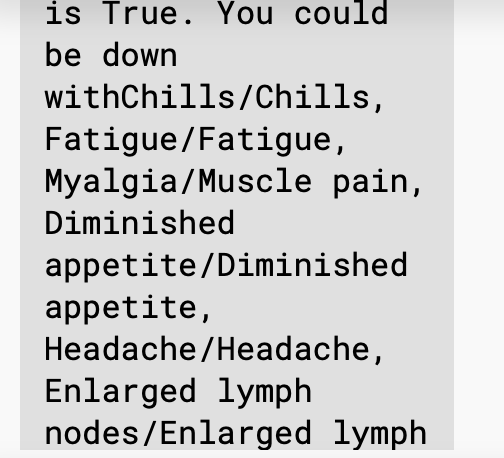 is True. You could
be down
withChills/Chills,
Fatigue/Fatigue,
Myalgia/Muscle pain,
Diminished
appetite/Diminished
appetite,
Headache/Headache,
Enlarged lymph
nodes/Enlarged lymph